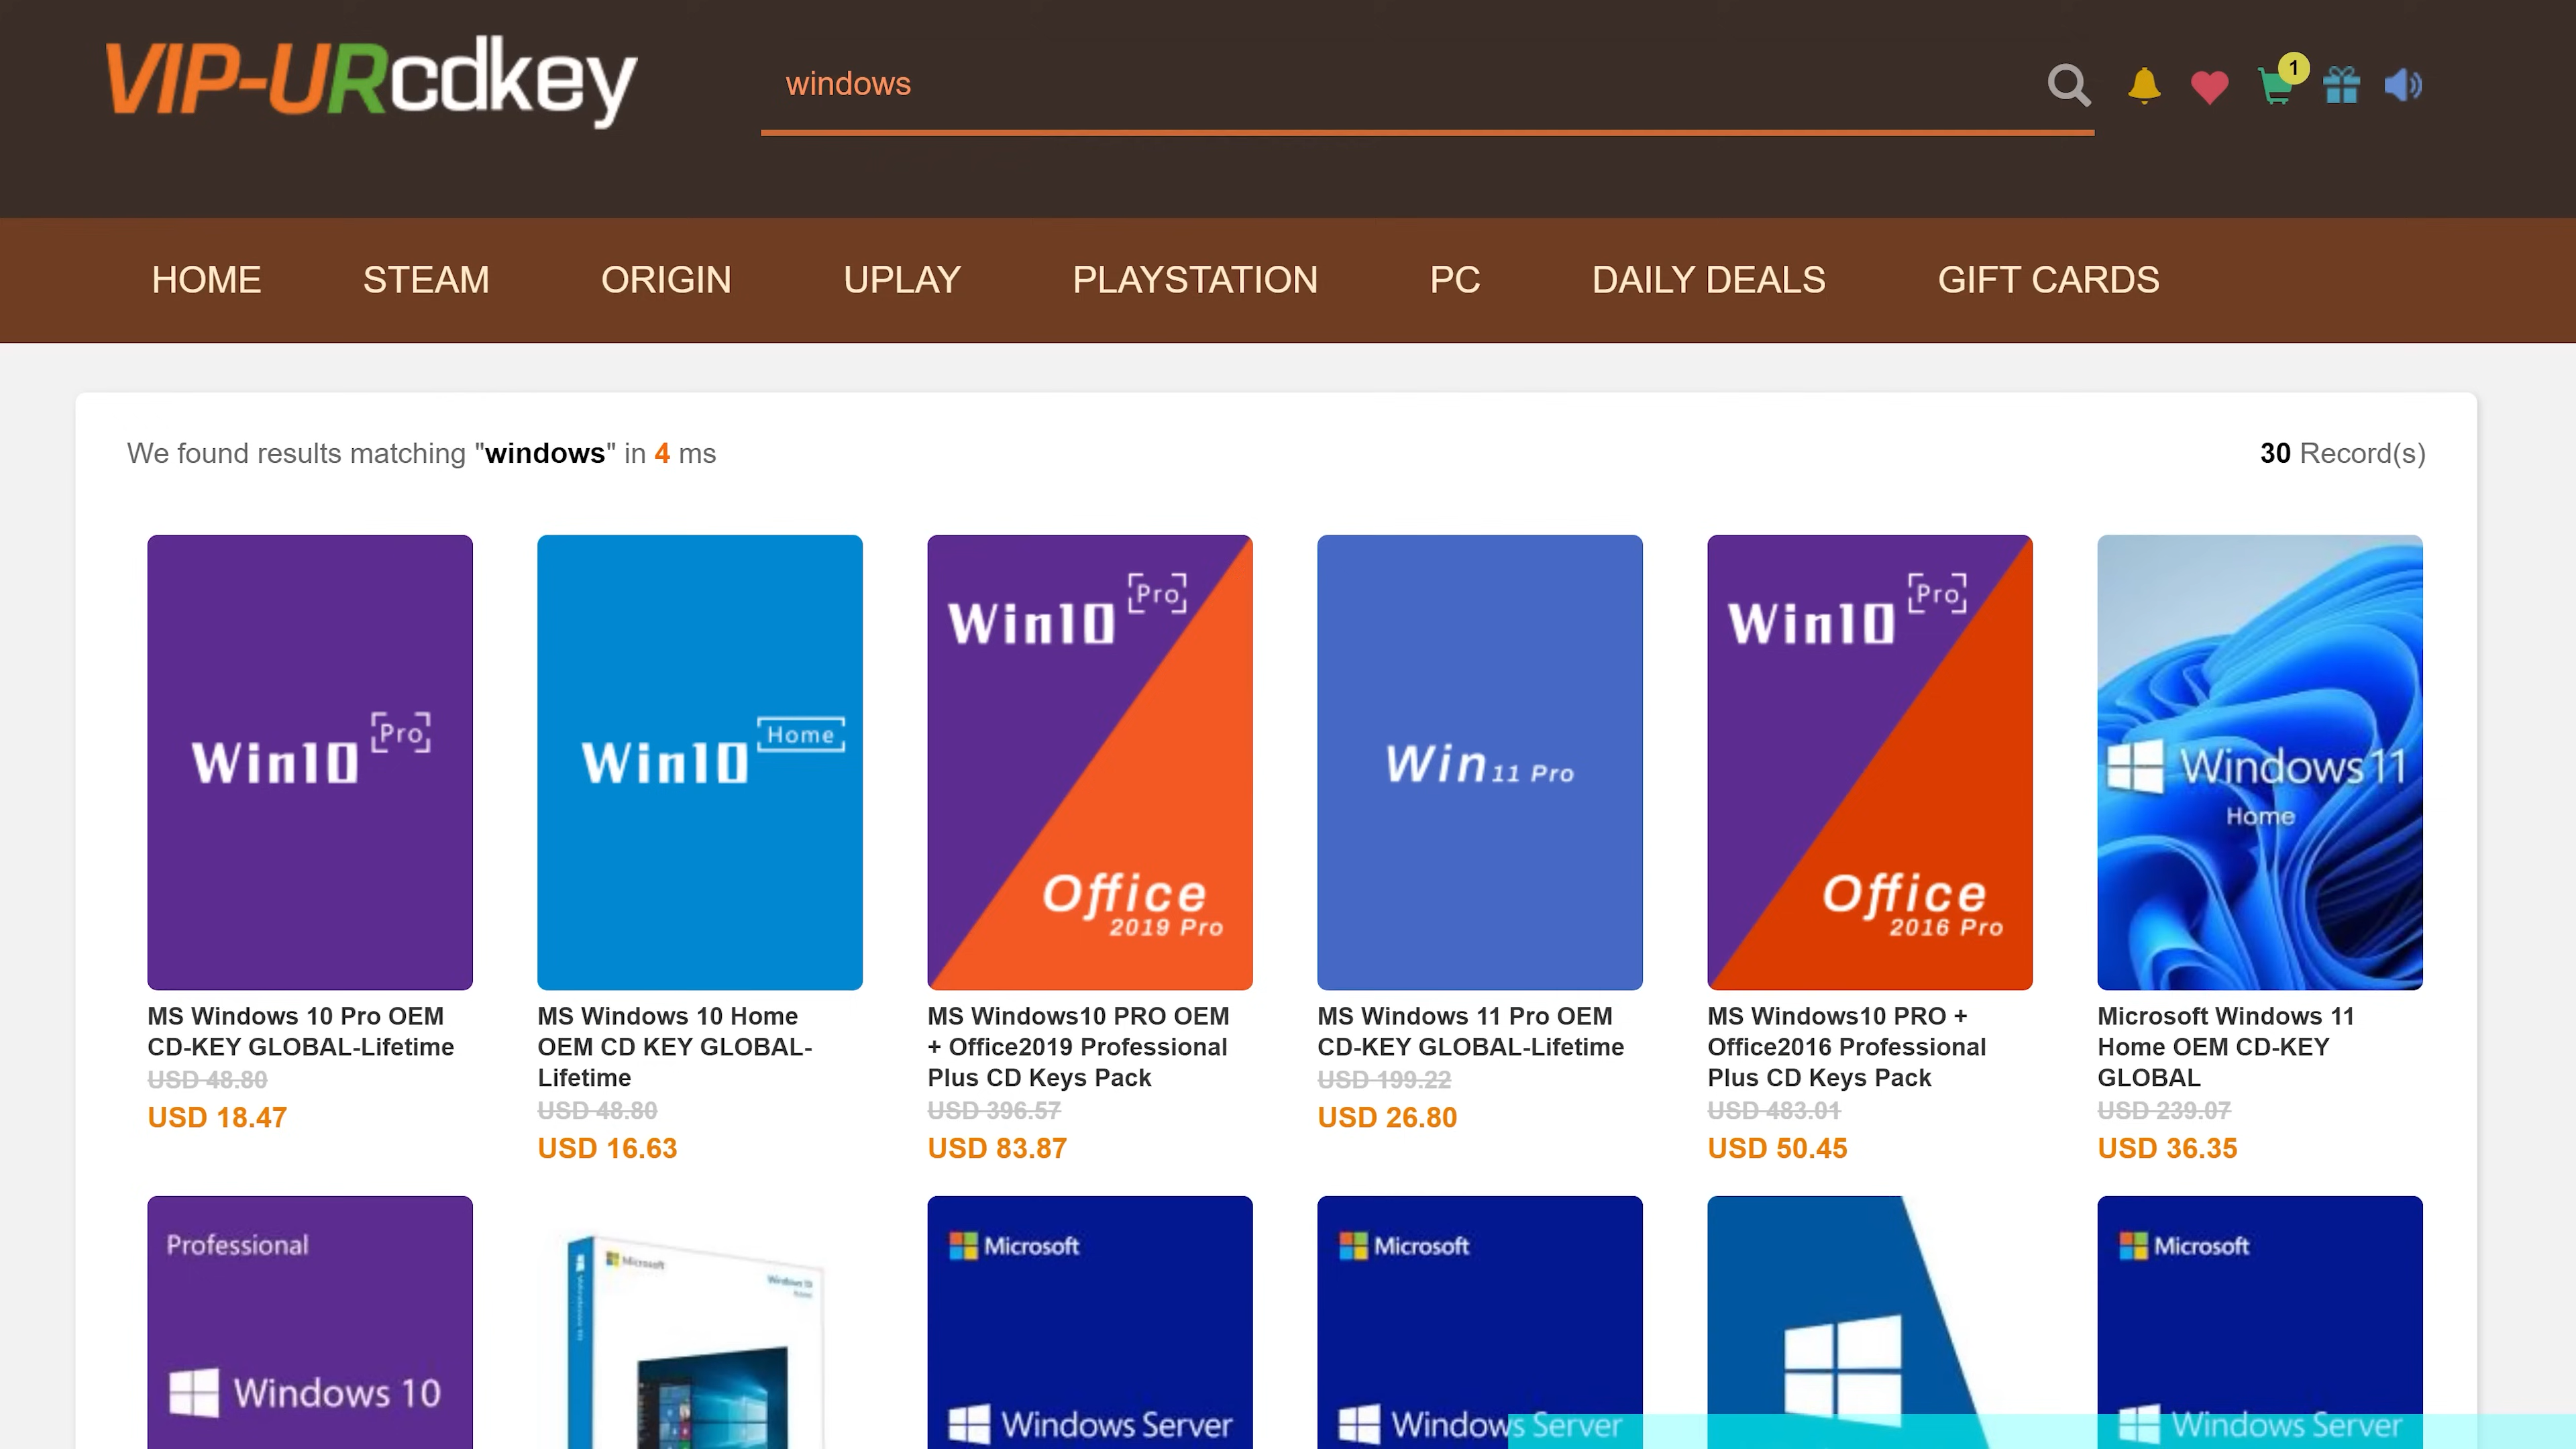 VIP-URcdkey
windows
1
HOME
STEAM
ORIGIN
UPLAY
PLAYSTATION
PC
DAILY DEALS
GIFT CARDS
We found results matching "windows" in 4 ms
30 Record(s)
Win10 Pro
Win10 Home
Win10 Pro
Office
2019 Pro
Win 11 Pro
Win10 Pro
Office
2016 Pro
Windows 11
Home
MS Windows 10 Pro OEM
CD-KEY GLOBAL-Lifetime
USD 48.80
USD 18.47
MS Windows 10 Home
OEM CD KEY GLOBAL-
Lifetime
USD 48.80
USD 16.63
MS Windows10 PRO OEM
+ Office2019 Professional
Plus CD Keys Pack
USD 396.57
USD 83.87
MS Windows 11 Pro OEM
CD-KEY GLOBAL-Lifetime
USD 199.22
USD 26.80
MS Windows10 PRO +
Office2016 Professional
Plus CD Keys Pack
USD 483.01
USD 50.45
Microsoft Windows 11
Home OEM CD-KEY
GLOBAL
USD 239.07
USD 36.35
Professional
Windows 10
Microsoft
Windows 10
Microsoft
Windows Server
Microsoft
Windows Server
Microsoft
Windows Server